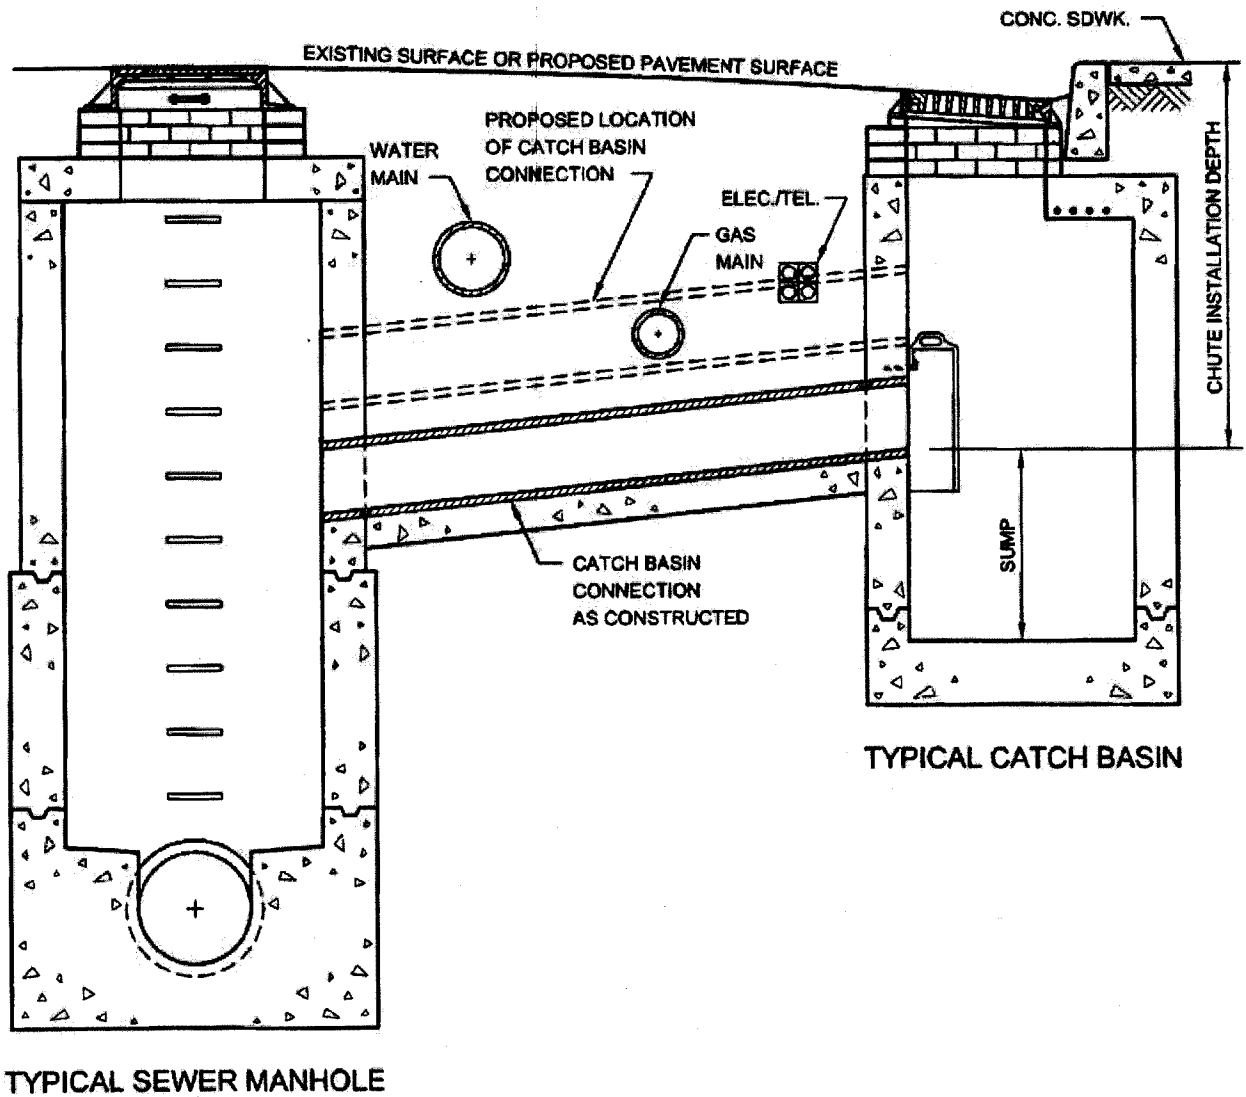 CONC. SDWK.
EXISTING SURFACE OR PROPOSED PAVEMENT SURFACE
PROPOSED LOCATION
OF CATCH BASIN
CONNECTION
WATER
MAIN
ELEC./TEL.
GAS
MAIN
CHUTE INSTALLATION DEPTH
SUMP
CATCH BASIN
CONNECTION
AS CONSTRUCTED
TYPICAL CATCH BASIN
TYPICAL SEWER MANHOLE